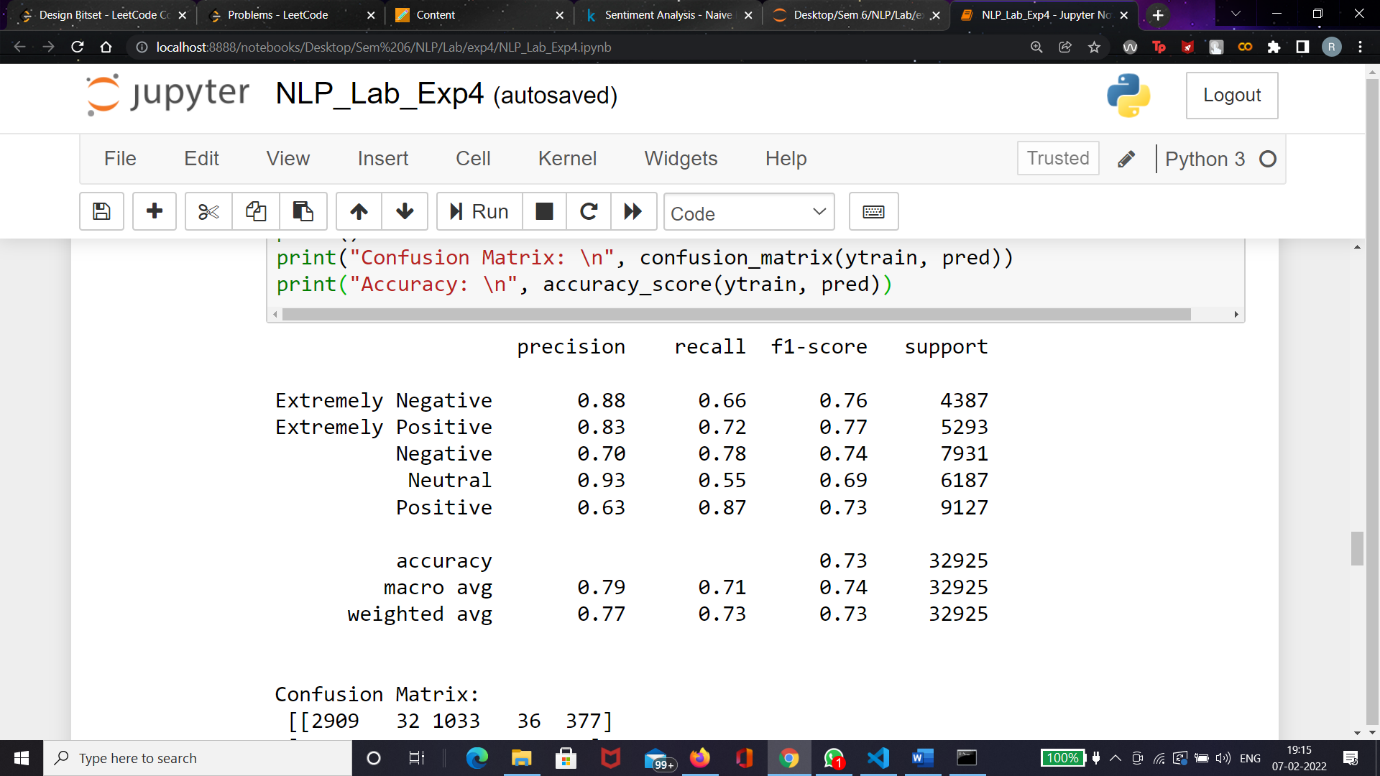 Design Bitset - LeetCode Co
Problems - LeetCode
Content
Sentiment Analysis - Naive
Desktop/Sem 6/NLP/Lab/ex
NLP_Lab_Exp4 - Jupyter No
localhost:8888/notebooks/Desktop/Sem%206/NLP/Lab/exp4/NLP_Lab_Exp4.ipynb
Tp
R
jupyter NLP_Lab_Exp4 (autosaved)
Logout
File Edit View Insert Cell Kernel Widgets Help
Trusted
Python 3
Run
Code
print("Confusion Matrix: \n", confusion_matrix(ytrain, pred))
print("Accuracy: \n", accuracy_score(ytrain, pred))
precision recall f1-score support
Extremely Negative 0.88 0.66 0.76 4387
Extremely Positive 0.83 0.72 0.77 5293
Negative 0.70 0.78 0.74 7931
Neutral 0.93 0.55 0.69 6187
Positive 0.63 0.87 0.73 9127
accuracy 0.73 32925
macro avg 0.79 0.71 0.74 32925
weighted avg 0.77 0.73 0.73 32925
Confusion Matrix:
[[2909 32 1033 36 377]
Type here to search
99+
1
100%
ENG
19:15
07-02-2022